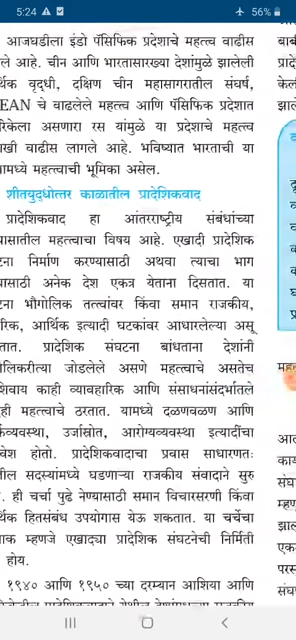 5:24
56%
आजघडीला इंडो पॅसिफिक प्रदेशाचे महत्त्व वाढीस
ले आहे. चीन आणि भारतासारख्या देशांमुळे झालेली
र्थिक वृद्धी, दक्षिण चीन महासागरातील संघर्ष,
EAN चे वाढलेले महत्त्व आणि पॅसिफिक प्रदेशात
रिकेला असणारा रस यांमुळे या प्रदेशाचे महत्त्व
खी वाढीस लागले आहे. भविष्यात भारताची या
ामध्ये महत्त्वाची भूमिका असेल.
शीतयुद्धोत्तर काळातील प्रादेशिकवाद
प्रादेशिकवाद हा आंतरराष्ट्रीय संबंधांच्या
यासातील महत्त्वाचा विषय आहे. एखादी प्रादेशिक
टना निर्माण करण्यासाठी अथवा त्याचा भाग
यासाठी अनेक देश एकत्र येताना दिसतात. या
टना भौगोलिक तत्त्वांवर किंवा समान राजकीय,
रिक, आर्थिक इत्यादी घटकांवर आधारलेल्या असू
तात. प्रादेशिक संघटना बांधताना देशांनी
ोलिकरीत्या जोडलेले असणे महत्त्वाचे असतेच
शिवाय काही व्यावहारिक आणि संसाधनांसंदर्भातले
ही महत्त्वाचे ठरतात. यामध्ये दळणवळण आणि
र्कव्यवस्था, उर्जास्रोत, आरोग्यव्यवस्था इत्यादींचा
वेश होतो. प्रादेशिकवादाचा प्रवास साधारणतः
तील सदस्यांमध्ये घडणाऱ्या राजकीय संवादाने सुरु
. ही चर्चा पुढे नेण्यासाठी समान विचारसरणी किंवा
र्थिक हितसंबंध उपयोगास येऊ शकतात. या चर्चेचा
ाक म्हणजे एखाद्या प्रादेशिक संघटनेची निर्मिती
होय.
१९४० आणि १९५० च्या दरम्यान आशिया आणि